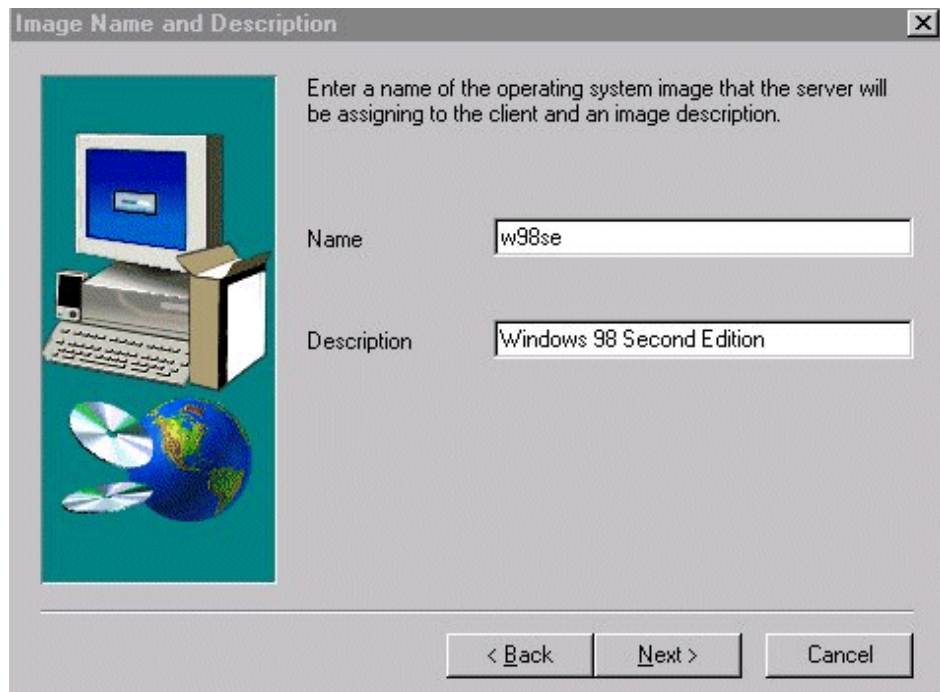 Image Name and Description
Enter a name of the operating system image that the server will
be assigning to the client and an image description.
Name
w98se
Description
Windows 98 Second Edition
< Back
Next >
Cancel